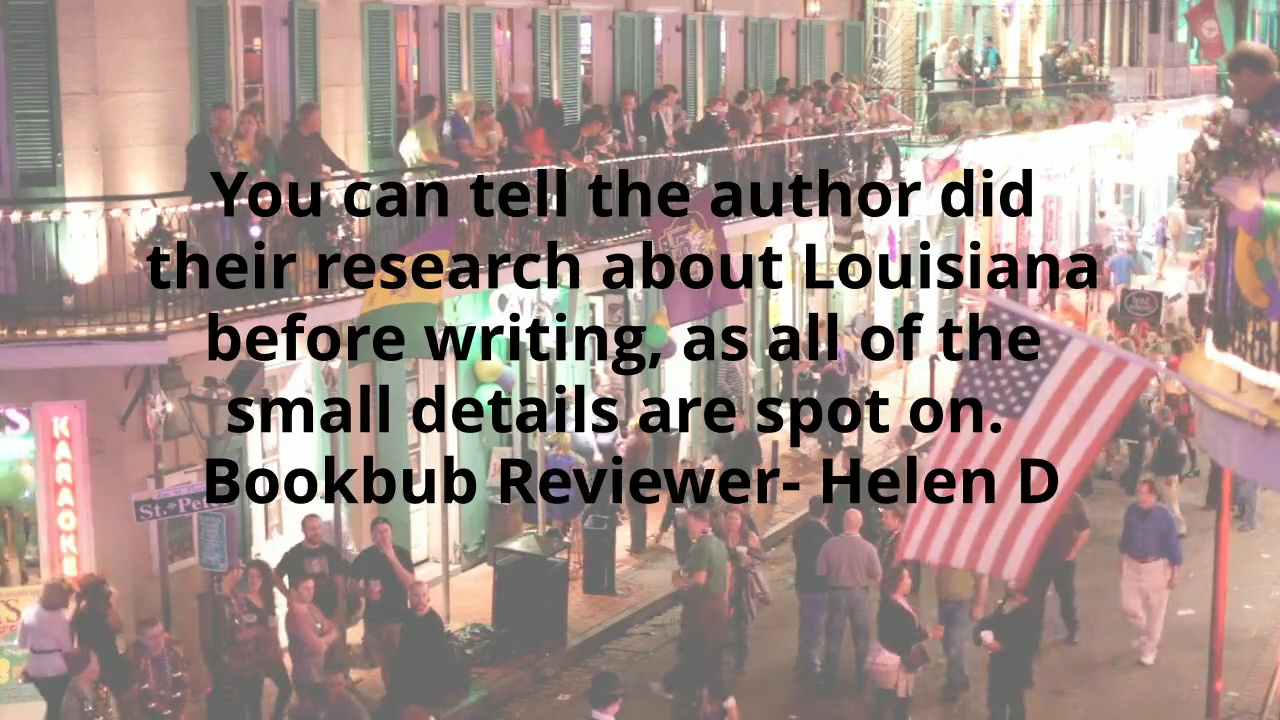 You can tell the author did
their research about Louisiana
before writing, as all of the
small details are spot on.
Bookbub Reviewer- Helen D
KARAOKE